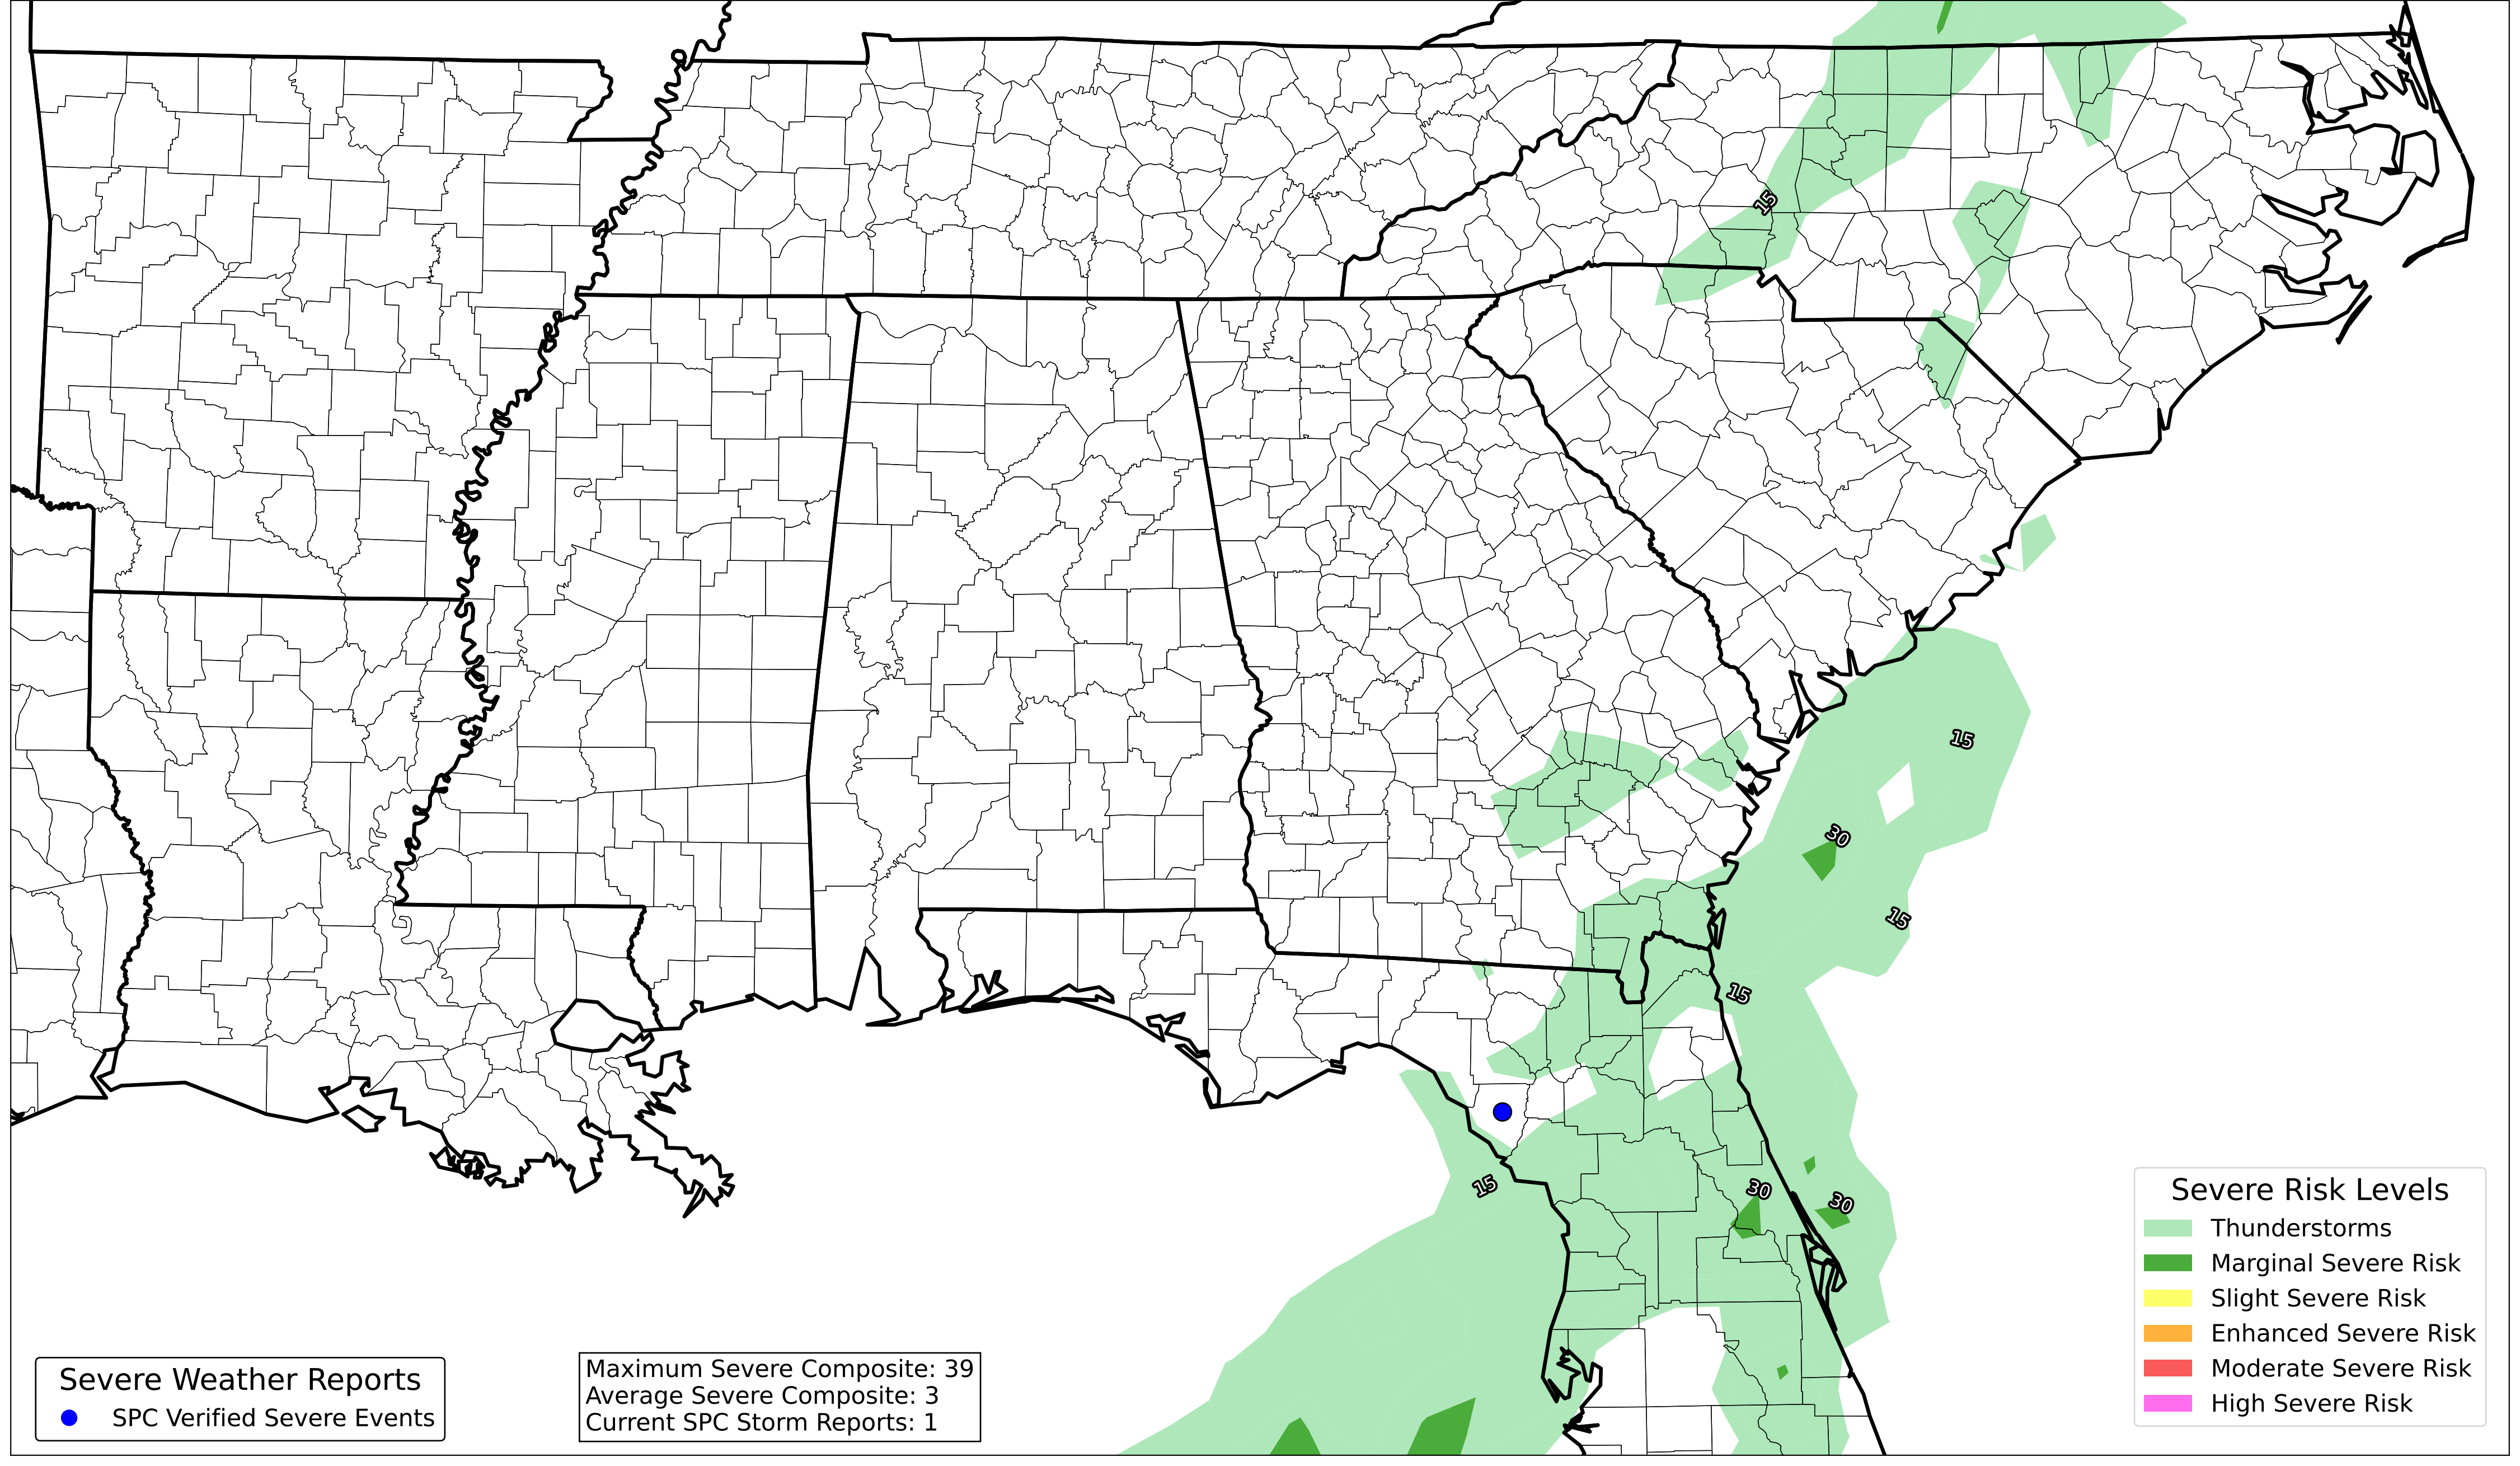 15
15
30
15
15
15
30
30
Severe Risk Levels
Thunderstorms
Marginal Severe Risk
Slight Severe Risk
Enhanced Severe Risk
Moderate Severe Risk
High Severe Risk
Severe Weather Reports
SPC Verified Severe Events
Maximum Severe Composite: 39
Average Severe Composite: 3
Current SPC Storm Reports: 1